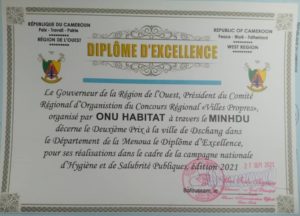 RÉPUBLIQUE DU CAMEROUN
Paix - Travail - Patrie
RÉGION DE L'OUEST
REPUBLIC OF CAMEROON
Peace - Work - Fatherland
WEST REGION
DIPLÔME D'EXCELLENCE
Le Gouverneur de la Région de l'Ouest, Président du Comité
Régional d'Organistion du Concours Régional «Villes Propres»,
organisé par ONU HABITAT à travers le MINHDU
décerne le Deuxième Prix à la ville de Dschang dans
le Département de la Menoua le Diplôme d'Excellence,
pour ses réalisations dans le cadre de la campagne nationale
d'Hygiène et de Salubrité Publiques, édition 2021
Bafoussam, le